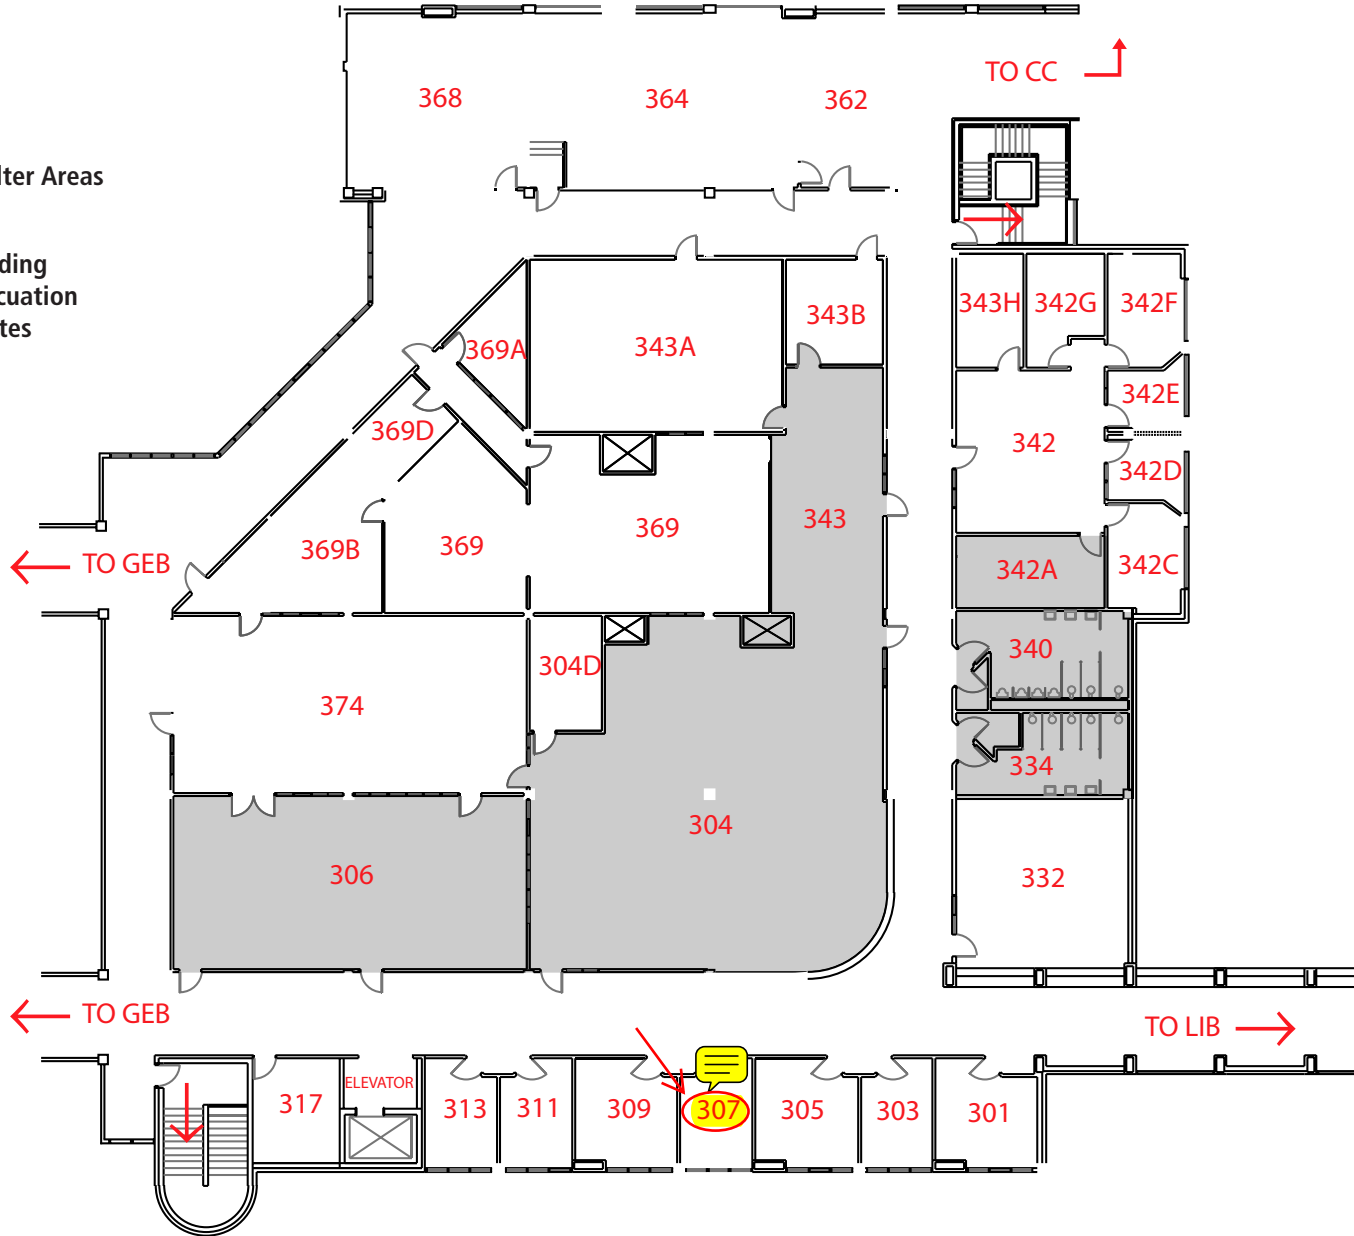 TO CC
368
364
362
lter Areas
ding
cuation
tes
343H
342G
342F
343B
369A
343A
342E
369D
342
342D
343
369
369
369B
TO GEB
342A
342C
340
304D
374
334
304
306
332
TO GEB
TO LIB
ELEVATOR
317
313
311
309
307
305
303
301